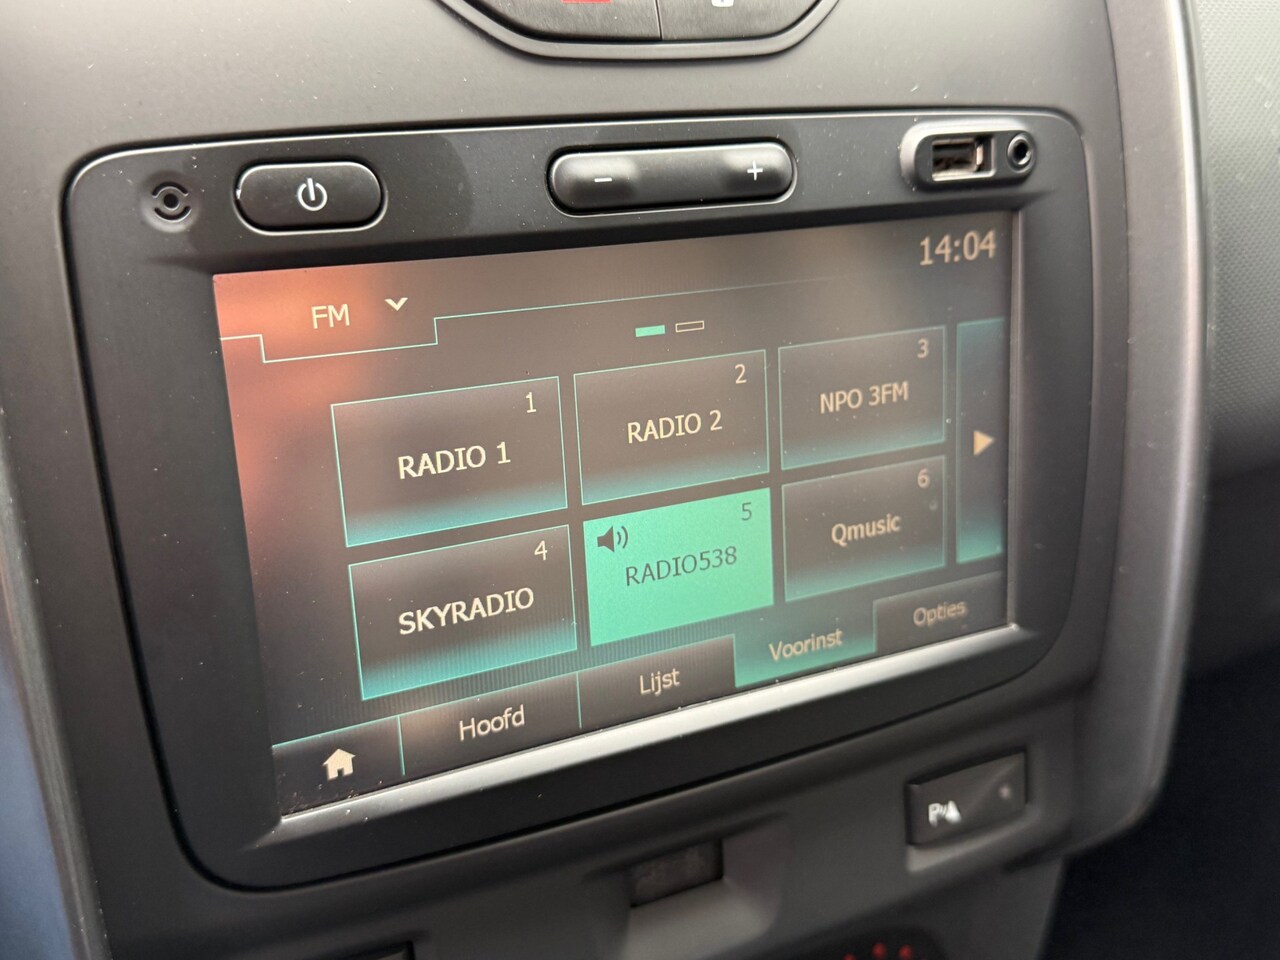 14:04
FM
1
RADIO 1
2
RADIO 2
3
NPO 3FM
4
SKYRADIO
5
RADIO538
6
Qmusic
Hoofd
Lijst
Voorinst
Opties